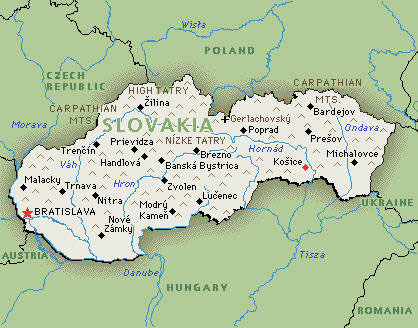 Wisła
POLAND
CZECH
REPUBLIC
HIGH TATRY
CARPATHIAN
MTS.
Žilina
CARPATHIAN
MTS.
Gerlachovský
Bardejov
Morava
SLOVAKIA
Poprad
Ondava
NÍZKE TATRY
Prešov
Trenčín
Prievidza
Hornád
Handlová
Brezno
Košice
Michalovce
Váh
Banská Bystrica
Malacky
Trnava
Hron
Zvolen
Nitra
Lučenec
BRATISLAVA
Modrý
Kameň
UKRAINE
Nové
Zámky
AUSTRIA
Danube
Tisza
HUNGARY
ROMANIA